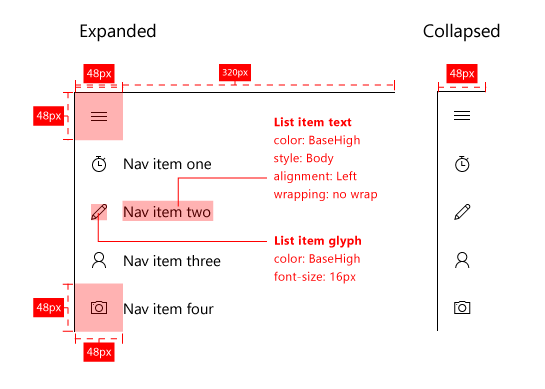 Expanded
Collapsed
48px
320px
48px
48px
List item text
color: BaseHigh
style: Body
alignment: Left
wrapping: no wrap
Nav item one
Nav item two
List item glyph
color: BaseHigh
font-size: 16px
Nav item three
48px
Nav item four
48px